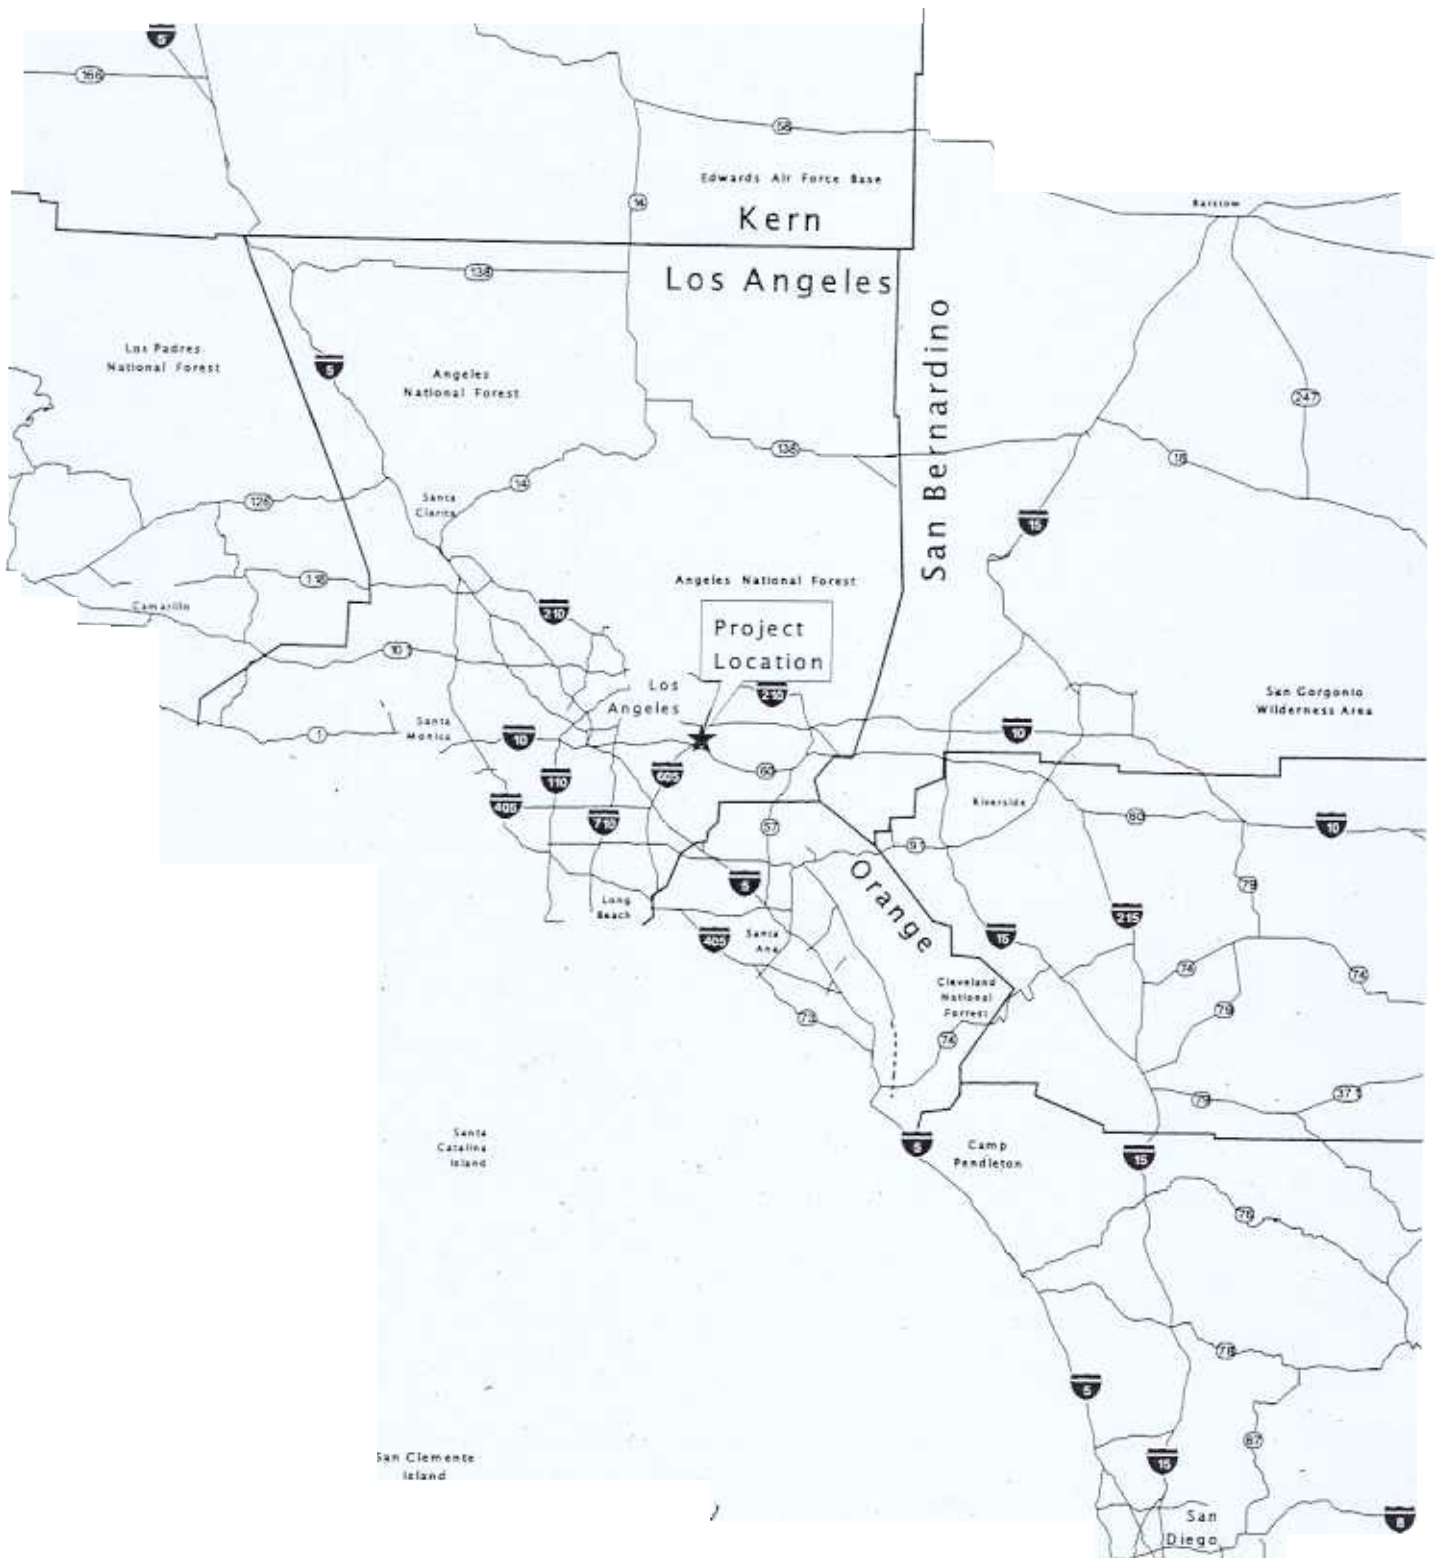 5
166
58
Edwards Air Force Base
14
Kern
Barstow
138
Los Angeles
San Bernardino
Los Padres
National Forest
5
Angeles
National Forest
247
138
18
14
126
Santa
Clarita
15
118
Angeles National Forest
Camarillo
210
Project
Location
101
Los
Angeles
210
San Gorgonio
Wilderness Area
Santa
Monica
1
10
10
110
605
60
405
710
57
Riverside
60
10
91
Orange
5
79
Long
Beach
215
405
Santa
Ana
15
74
74
Cleveland
National
Forrest
73
79
74
79
371
Santa
Catalina
Island
5
Camp
Pendleton
15
76
78
5
67
San Clemente
Island
15
San
Diego
8